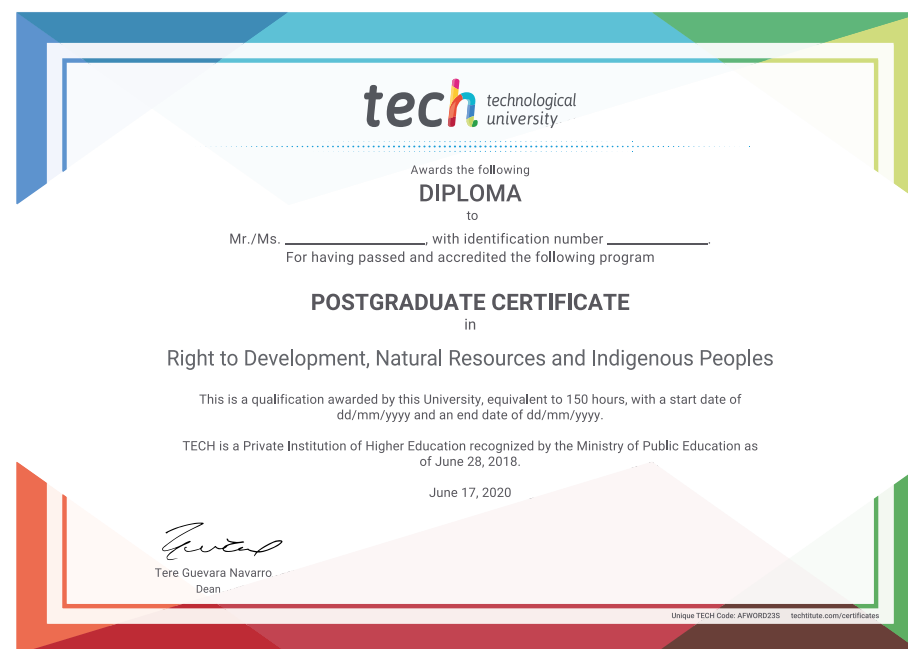 tech technological
university
Awards the following
DIPLOMA
to
Mr./Ms. ____________, with identification number ____________.
For having passed and accredited the following program
POSTGRADUATE CERTIFICATE
in
Right to Development, Natural Resources and Indigenous Peoples
This is a qualification awarded by this University, equivalent to 150 hours, with a start date of
dd/mm/yyyy and an end date of dd/mm/yyyy.
TECH is a Private Institution of Higher Education recognized by the Ministry of Public Education as
of June 28, 2018.
June 17, 2020
Tere Guevara Navarro
Dean
Unique TECH Code: AFWORD23S techtitute.com/certificates